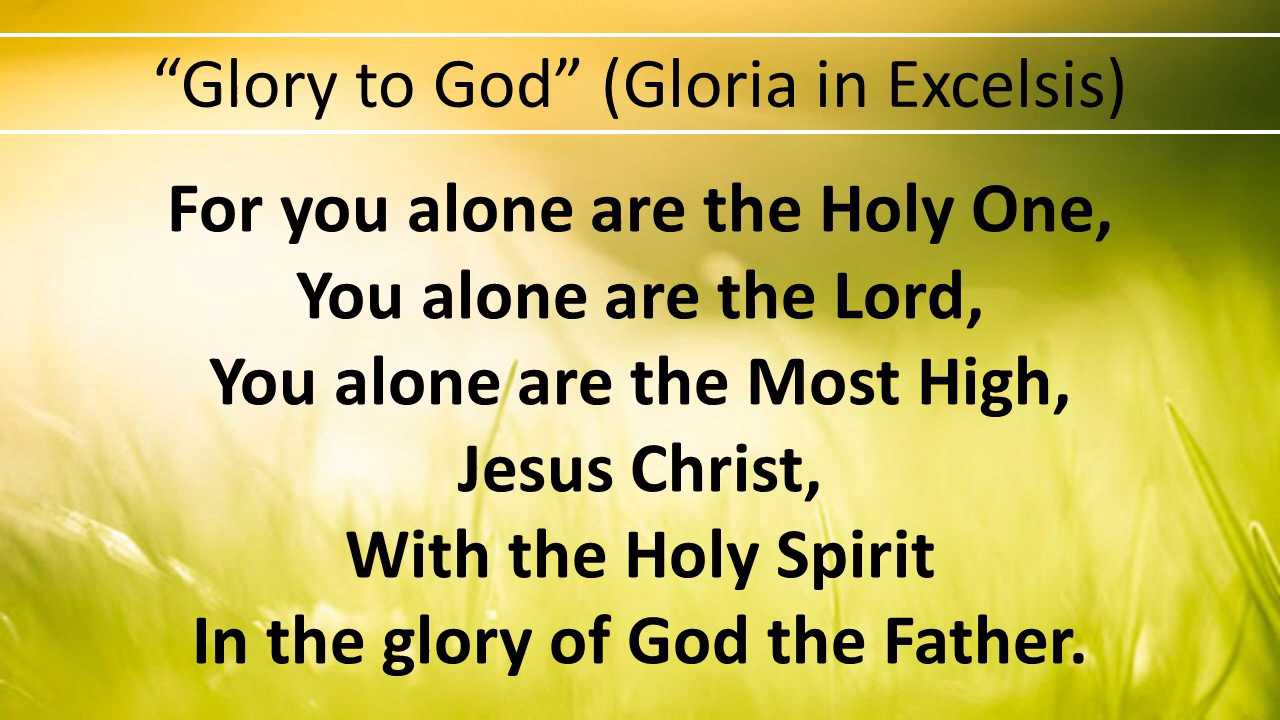 “Glory to God” (Gloria in Excelsis)
For you alone are the Holy One,
You alone are the Lord,
You alone are the Most High,
Jesus Christ,
With the Holy Spirit
In the glory of God the Father.